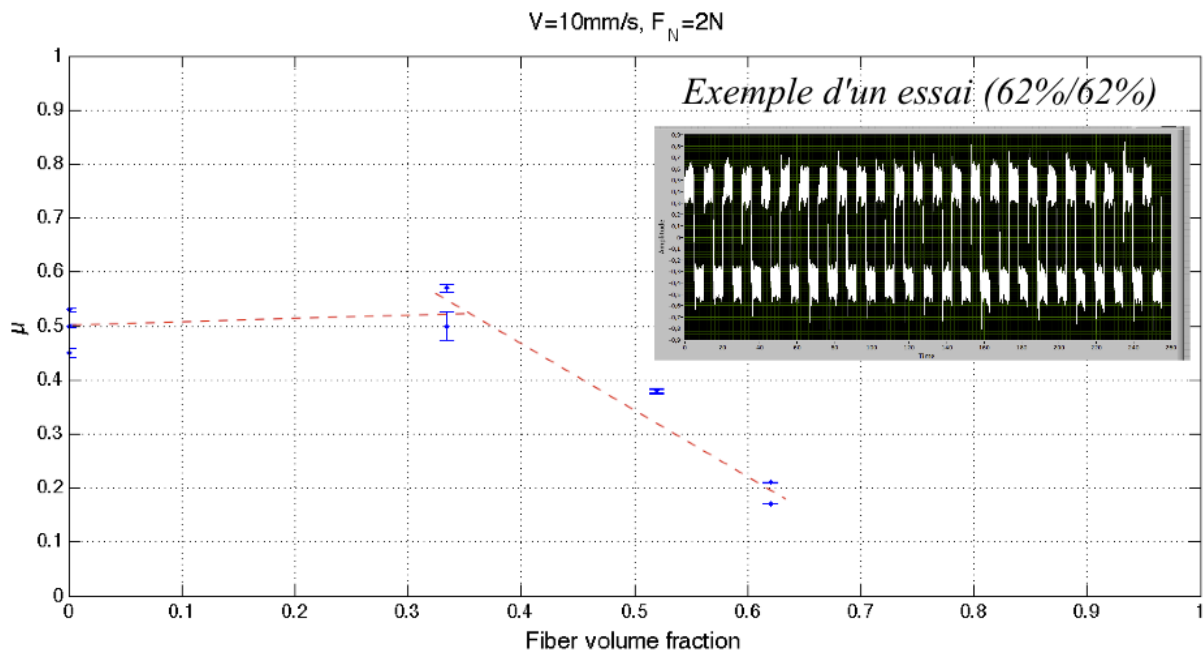 V=10mm/s, F_N=2N
Exemple d'un essai (62%/62%)
1
0.9
0.8
0.7
0.6
0.5
0.4
0.3
0.2
0.1
0
μ
0 0.1 0.2 0.3 0.4 0.5 0.6 0.7 0.8 0.9 1
Fiber volume fraction
Amplitude
Time